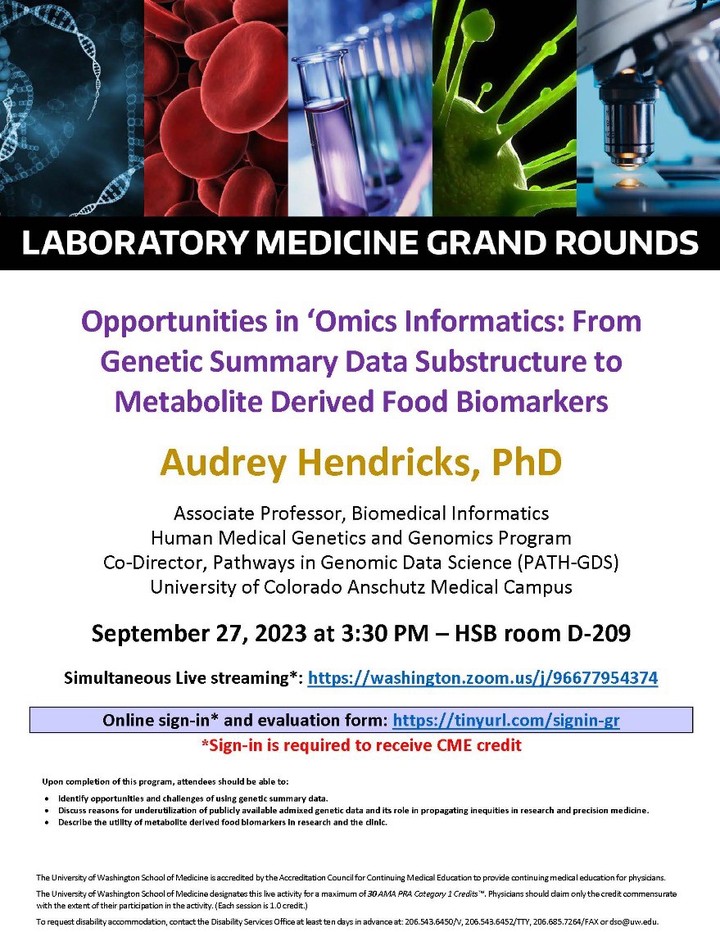 LABORATORY MEDICINE GRAND ROUNDS
Opportunities in ‘Omics Informatics: From
Genetic Summary Data Substructure to
Metabolite Derived Food Biomarkers
Audrey Hendricks, PhD
Associate Professor, Biomedical Informatics
Human Medical Genetics and Genomics Program
Co-Director, Pathways in Genomic Data Science (PATH-GDS)
University of Colorado Anschutz Medical Campus
September 27, 2023 at 3:30 PM – HSB room D-209
Simultaneous Live streaming*: https://washington.zoom.us/j/96677954374
Online sign-in* and evaluation form: https://tinyurl.com/signin-gr
*Sign-in is required to receive CME credit
Upon completion of this program, attendees should be able to:
• Identify opportunities and challenges of using genetic summary data.
• Discuss reasons for underutilization of publicly available admixed genetic data and its role in propagating inequities in research and precision medicine.
• Describe the utility of metabolite derived food biomarkers in research and the clinic.
The University of Washington School of Medicine is accredited by the Accreditation Council for Continuing Medical Education to provide continuing medical education for physicians.
The University of Washington School of Medicine designates this live activity for a maximum of 30 AMA PRA Category 1 Credits™. Physicians should claim only the credit commensurate
with the extent of their participation in the activity. (Each session is 1.0 credit.)
To request disability accommodation, contact the Disability Services Office at least ten days in advance at: 206.543.6450/V, 206.543.6452/TTY, 206.685.7264/FAX or dso@uw.edu.